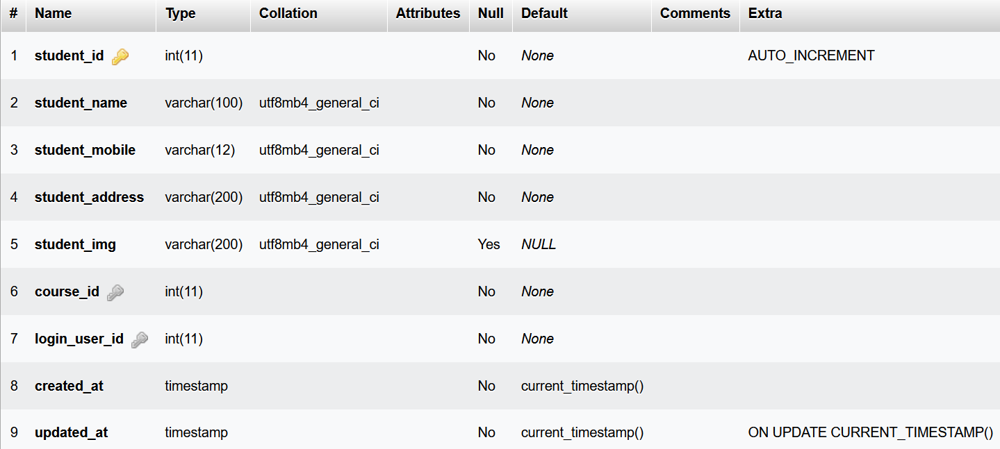 # Name Type Collation Attributes Null Default Comments Extra
1 student_id int(11) No None AUTO_INCREMENT
2 student_name varchar(100) utf8mb4_general_ci No None
3 student_mobile varchar(12) utf8mb4_general_ci No None
4 student_address varchar(200) utf8mb4_general_ci No None
5 student_img varchar(200) utf8mb4_general_ci Yes NULL
6 course_id int(11) No None
7 login_user_id int(11) No None
8 created_at timestamp No current_timestamp()
9 updated_at timestamp No current_timestamp() ON UPDATE CURRENT_TIMESTAMP()